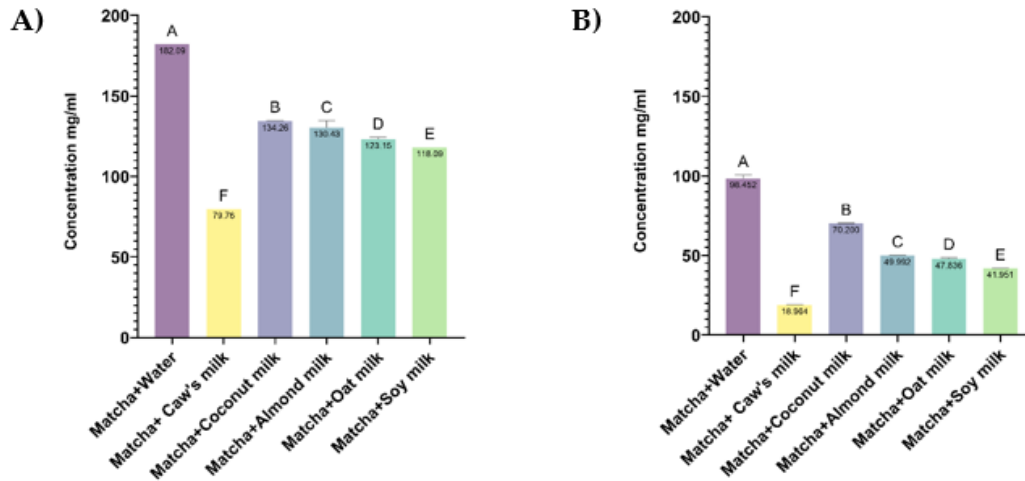 A)
200
150
100
50
0
Concentration mg/ml
A
182.09
F
79.76
B
134.26
C
130.43
D
123.15
E
118.09
Matcha+Water
Matcha+ Caw's milk
Matcha+Coconut milk
Matcha+Almond milk
Matcha+Oat milk
Matcha+Soy milk
B)
200
150
100
50
0
Concentration mg/ml
A
98.452
F
18.964
B
70.200
C
49.992
D
47.836
E
41.951
Matcha+Water
Matcha+ Caw's milk
Matcha+Coconut milk
Matcha+Almond milk
Matcha+Oat milk
Matcha+Soy milk